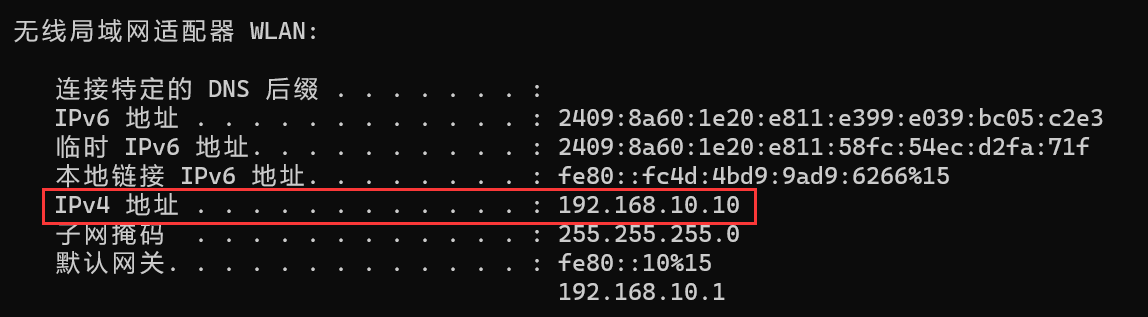 无线局域网适配器 WLAN:
连接特定的 DNS 后缀 . . . . . . . :
IPv6 地址 . . . . . . . . . . . . : 2409:8a60:1e20:e811:e399:e039:bc05:c2e3
临时 IPv6 地址. . . . . . . . . . : 2409:8a60:1e20:e811:58fc:54ec:d2fa:71f
本地链接 IPv6 地址. . . . . . . . : fe80::fc4d:4bd9:9ad9:6266%15
IPv4 地址 . . . . . . . . . . . . : 192.168.10.10
子网掩码  . . . . . . . . . . . . : 255.255.255.0
默认网关. . . . . . . . . . . . . : fe80::10%15
192.168.10.1